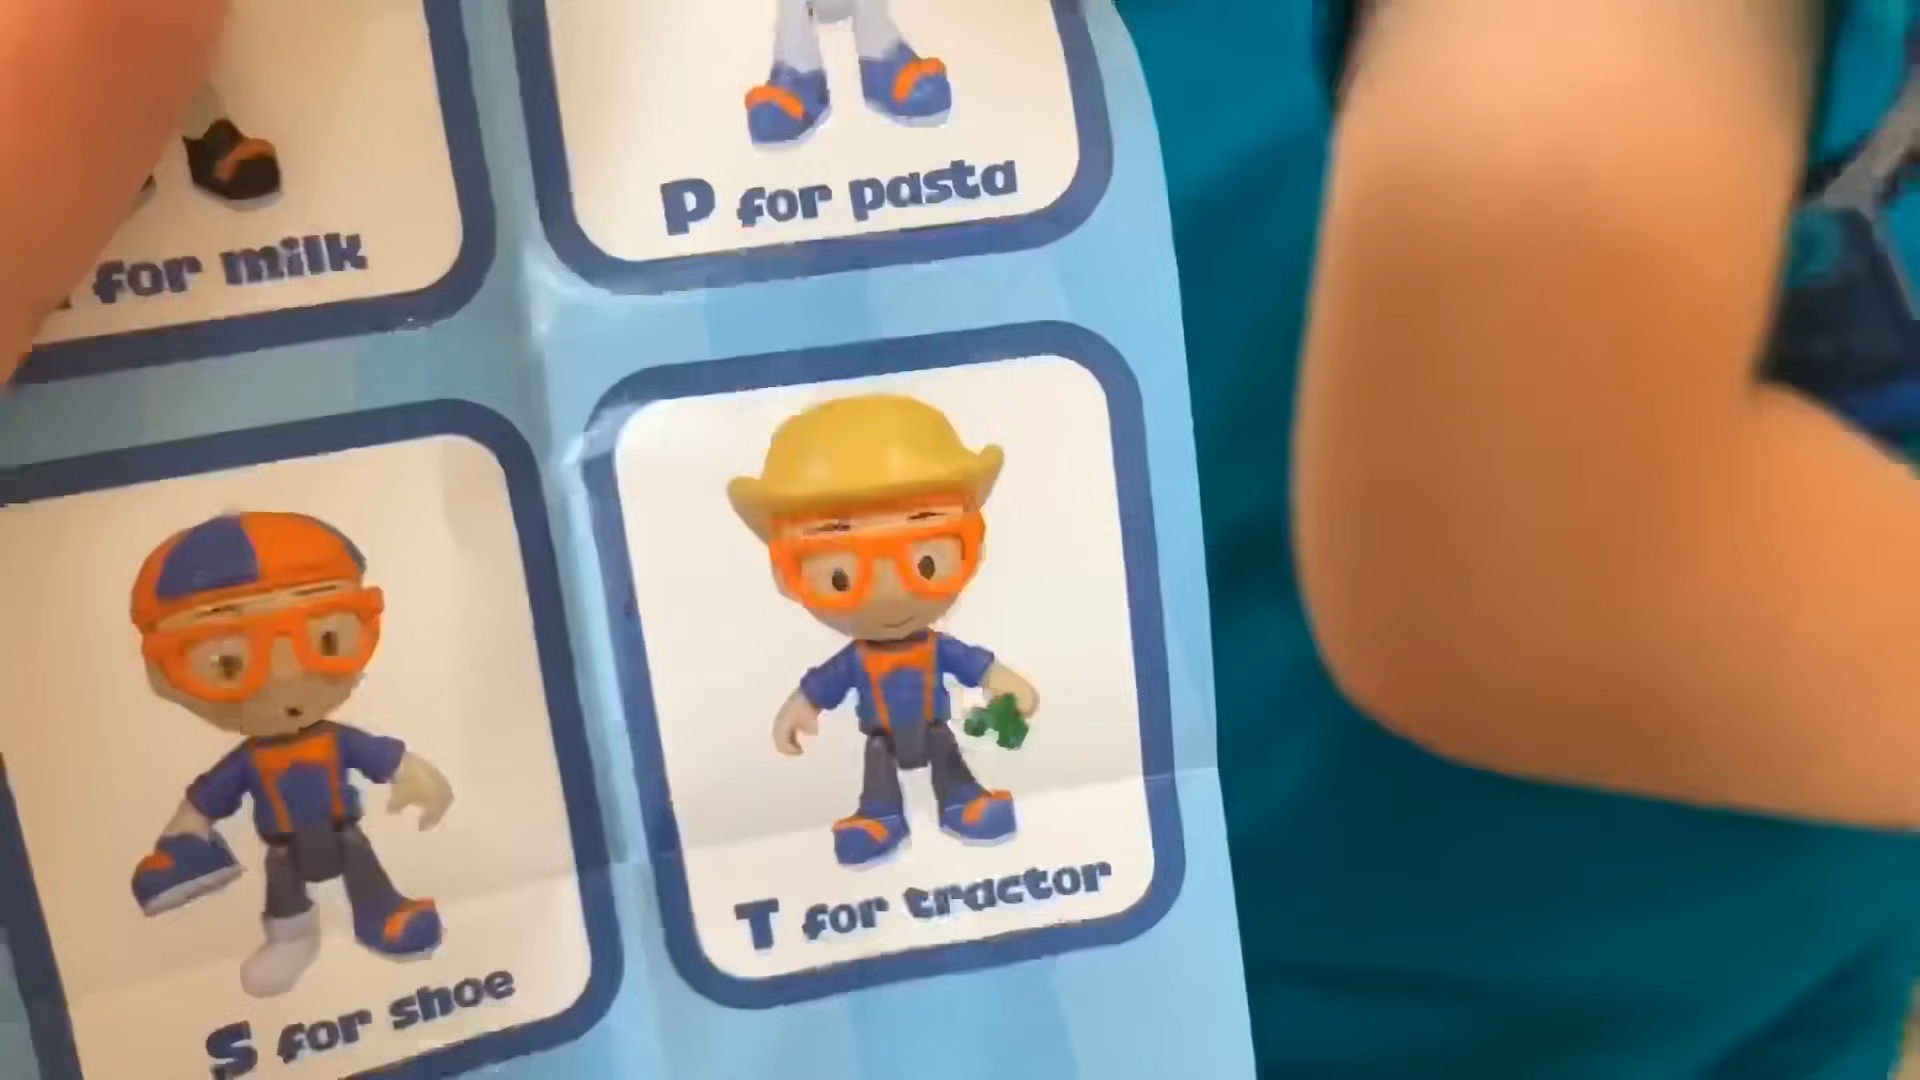 for milk
P for pasta
S for shoe
T for tractor